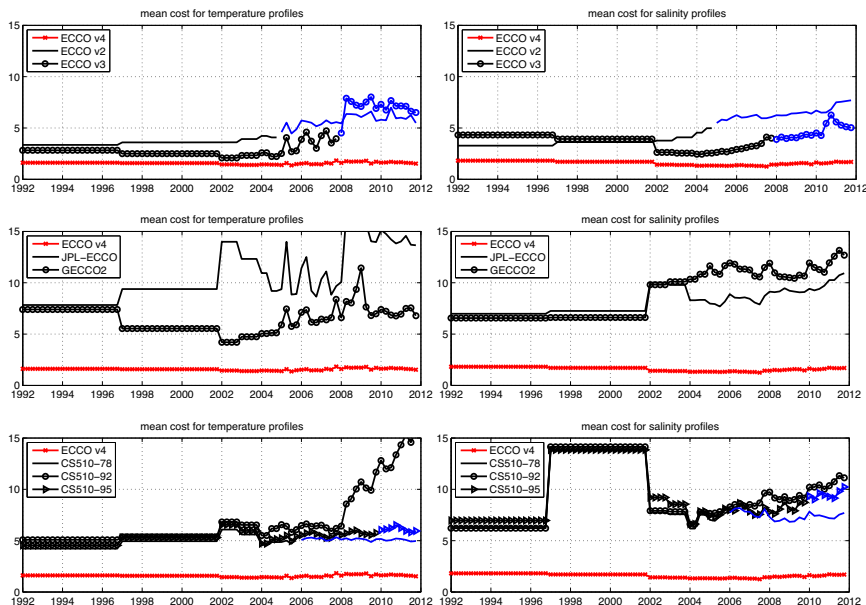 mean cost for temperature profiles
15
10
5
0
ECCO v4
ECCO v2
ECCO v3
1992 1994 1996 1998 2000 2002 2004 2006 2008 2010 2012
mean cost for salinity profiles
15
10
5
0
ECCO v4
ECCO v2
ECCO v3
1992 1994 1996 1998 2000 2002 2004 2006 2008 2010 2012
mean cost for temperature profiles
15
10
5
0
ECCO v4
JPL-ECCO
GECCO2
1992 1994 1996 1998 2000 2002 2004 2006 2008 2010 2012
mean cost for salinity profiles
15
10
5
0
ECCO v4
JPL-ECCO
GECCO2
1992 1994 1996 1998 2000 2002 2004 2006 2008 2010 2012
mean cost for temperature profiles
15
10
5
0
ECCO v4
CS510-78
CS510-92
CS510-95
1992 1994 1996 1998 2000 2002 2004 2006 2008 2010 2012
mean cost for salinity profiles
15
10
5
0
ECCO v4
CS510-78
CS510-92
CS510-95
1992 1994 1996 1998 2000 2002 2004 2006 2008 2010 2012